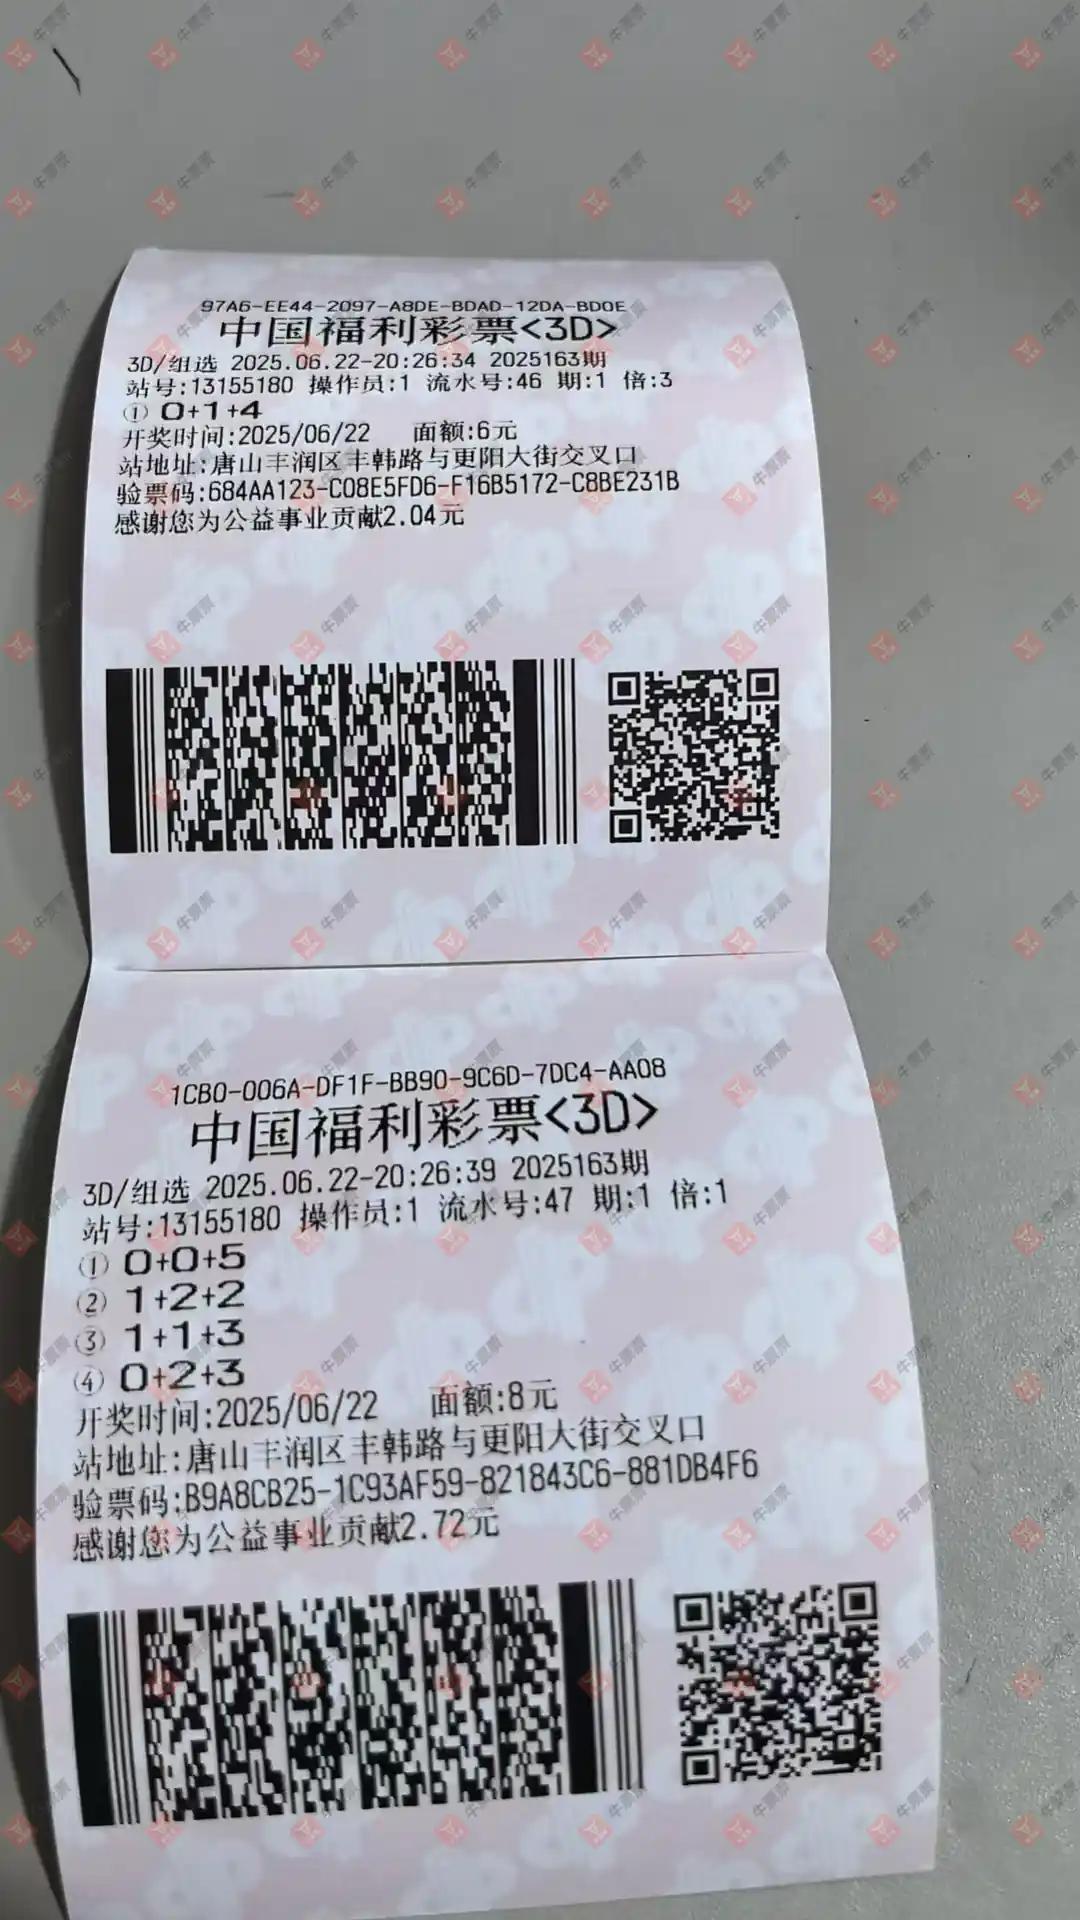 97A6-EE44-2097-A8DE-BDAD-12DA-BD0E
中国福利彩票<3D>
3D/组选 2025.06.22-20:26:34 2025163期
站号:13155180 操作员:1 流水号:46 期:1 倍:3
① 0+1+4
开奖时间:2025/06/22 面额:6元
站地址:唐山丰润区丰韩路与更阳大街交叉口
验票码:684AA123-C08E5FD6-F16B5172-C8BE231B
感谢您为公益事业贡献2.04元
1CB0-006A-DF1F-BB90-9C6D-7DC4-AA08
中国福利彩票<3D>
3D/组选 2025.06.22-20:26:39 2025163期
站号:13155180 操作员:1 流水号:47 期:1 倍:1
① 0+0+5
② 1+2+2
③ 1+1+3
④ 0+2+3
开奖时间:2025/06/22 面额:8元
站地址:唐山丰润区丰韩路与更阳大街交叉口
验票码:B9A8CB25-1C93AF59-821843C6-881DB4F6
感谢您为公益事业贡献2.72元
牛票票